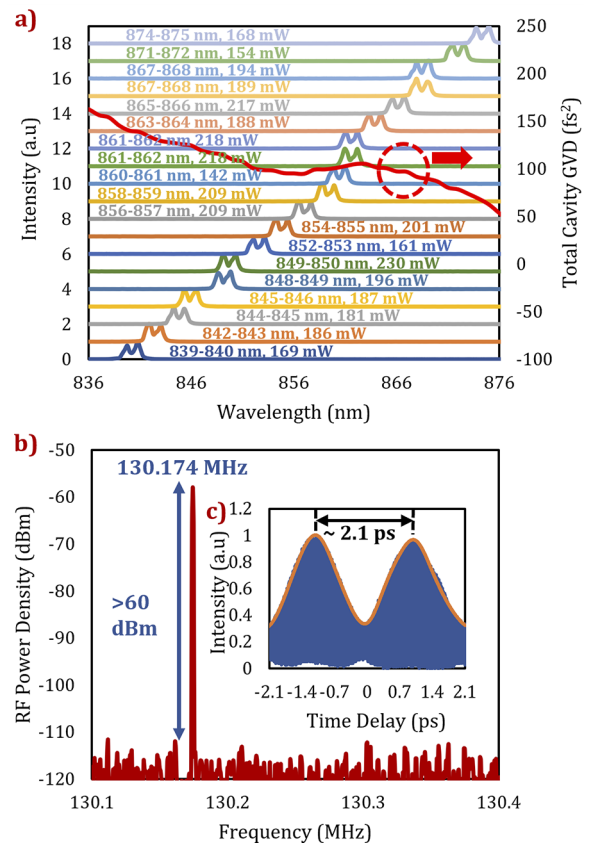 a)
250
18
874-875 nm, 168 mW
871-872 nm, 154 mW
16
867-868 nm, 194 mW
200
867-868 nm, 189 mW
14
865-866 nm, 217 mW
150
863-864 nm, 188 mW
12
861-862 nm, 218 mW
861-862 nm, 218 mW
100
10
860-861 nm, 142 mW
858-859 nm, 209 mW
8
856-857 nm, 209 mW
50
854-855 nm, 201 mW
6
852-853 nm, 161 mW
0
849-850 nm, 230 mW
4
848-849 nm, 196 mW
845-846 nm, 187 mW
-50
2
844-845 nm, 181 mW
842-843 nm, 186 mW
0
839-840 nm, 169 mW
-100
Intensity (a.u)
Total Cavity GVD (fs²)
836 846 856 866 876
Wavelength (nm)
b)
-50
130.174 MHz
-60
-70
-80
-90
-100
-110
-120
RF Power Density (dBm)
>60
dBm
130.1 130.2 130.3 130.4
Frequency (MHz)
c)
1.2
1
0.8
0.6
0.4
0.2
0
Intensity (a.u)
~ 2.1 ps
-2.1 -1.4 -0.7 0 0.7 1.4 2.1
Time Delay (ps)